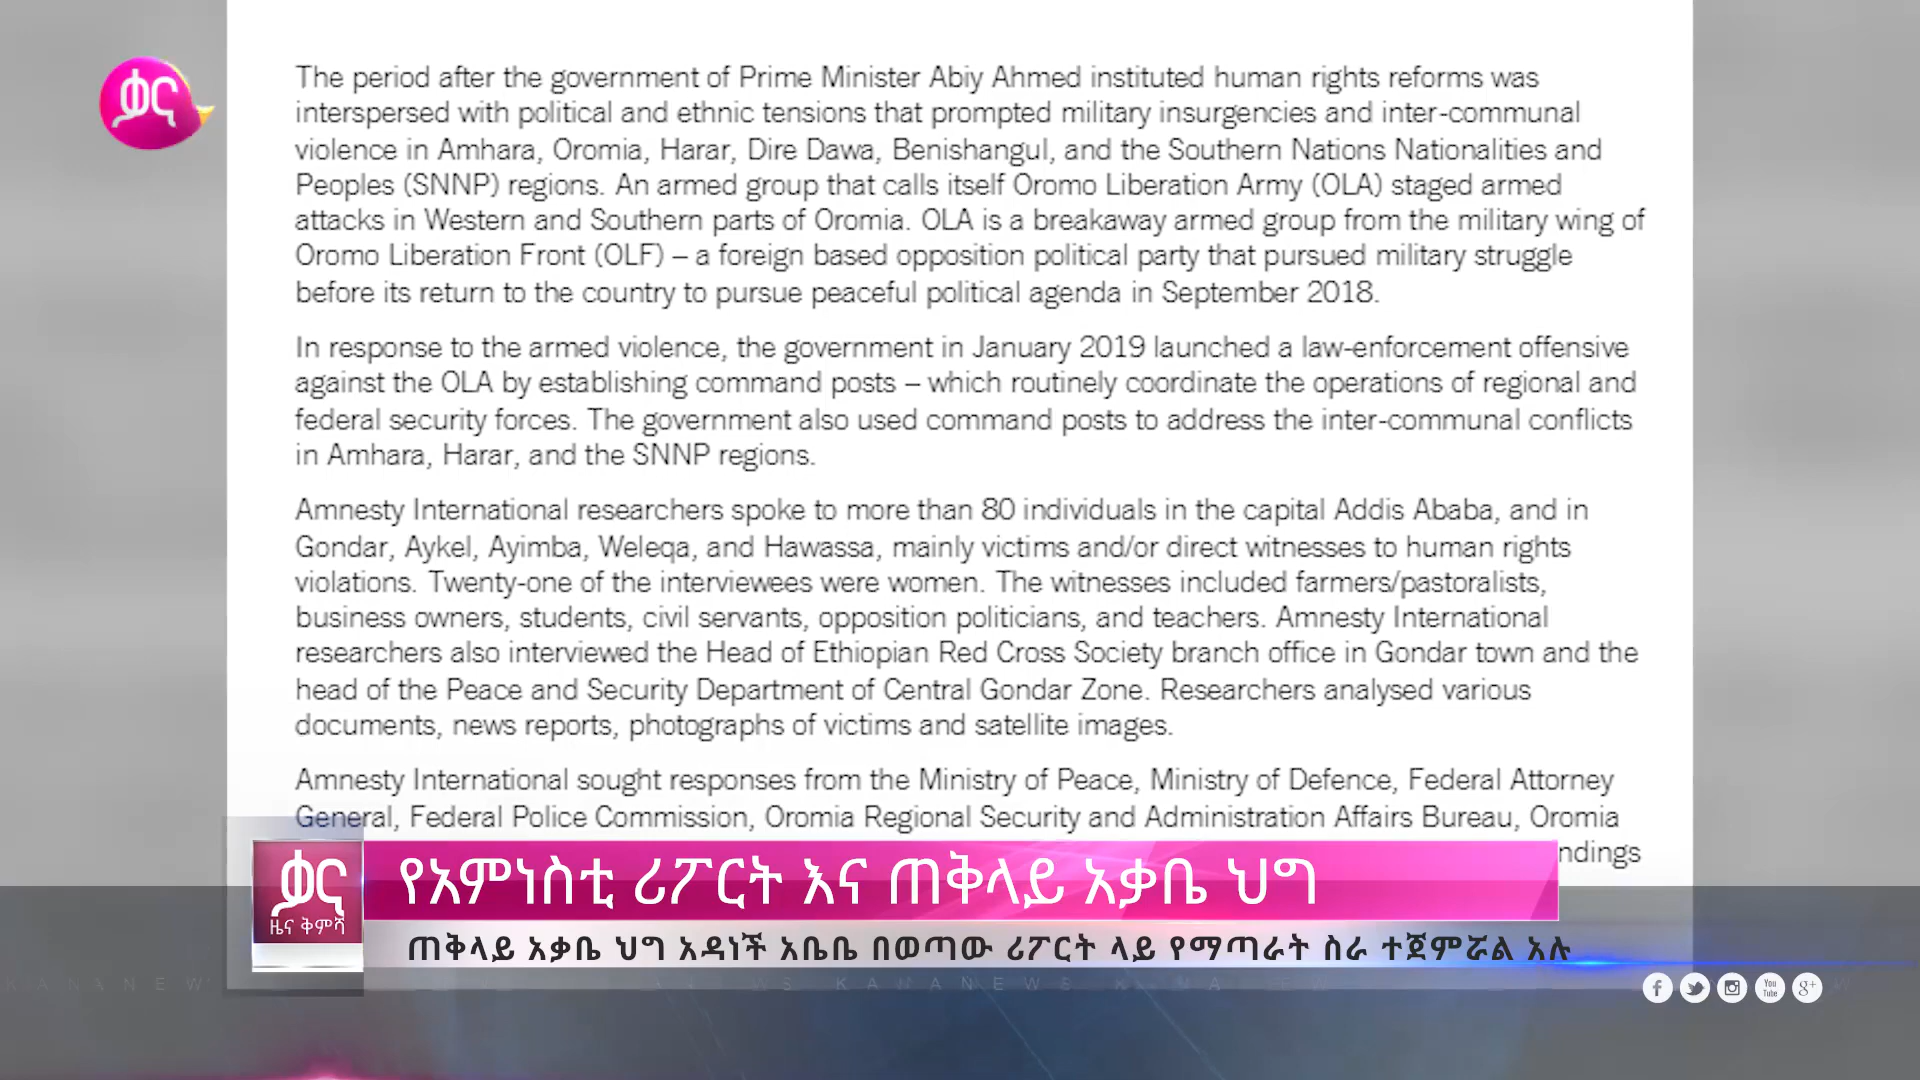 ቃና
The period after the government of Prime Minister Abiy Ahmed instituted human rights reforms was
interspersed with political and ethnic tensions that prompted military insurgencies and inter-communal
violence in Amhara, Oromia, Harar, Dire Dawa, Benishangul, and the Southern Nations Nationalities and
Peoples (SNNP) regions. An armed group that calls itself Oromo Liberation Army (OLA) staged armed
attacks in Western and Southern parts of Oromia. OLA is a breakaway armed group from the military wing of
Oromo Liberation Front (OLF) – a foreign based opposition political party that pursued military struggle
before its return to the country to pursue peaceful political agenda in September 2018.
In response to the armed violence, the government in January 2019 launched a law-enforcement offensive
against the OLA by establishing command posts – which routinely coordinate the operations of regional and
federal security forces. The government also used command posts to address the inter-communal conflicts
in Amhara, Harar, and the SNNP regions.
Amnesty International researchers spoke to more than 80 individuals in the capital Addis Ababa, and in
Gondar, Aykel, Ayimba, Weleqa, and Hawassa, mainly victims and/or direct witnesses to human rights
violations. Twenty-one of the interviewees were women. The witnesses included farmers/pastoralists,
business owners, students, civil servants, opposition politicians, and teachers. Amnesty International
researchers also interviewed the Head of Ethiopian Red Cross Society branch office in Gondar town and the
head of the Peace and Security Department of Central Gondar Zone. Researchers analysed various
documents, news reports, photographs of victims and satellite images.
Amnesty International sought responses from the Ministry of Peace, Ministry of Defence, Federal Attorney
General, Federal Police Commission, Oromia Regional Security and Administration Affairs Bureau, Oromia
ndings
ቃና
ዜና ቅምሻ
የአምነስቲ ሪፖርት እና ጠቅላይ አቃቤ ህግ
ጠቅላይ አቃቤ ህግ አዳነች አቤቤ በወጣው ሪፖርት ላይ የማጣራት ስራ ተጀምሯል አሉ
KANANEWS
You Tube
g+